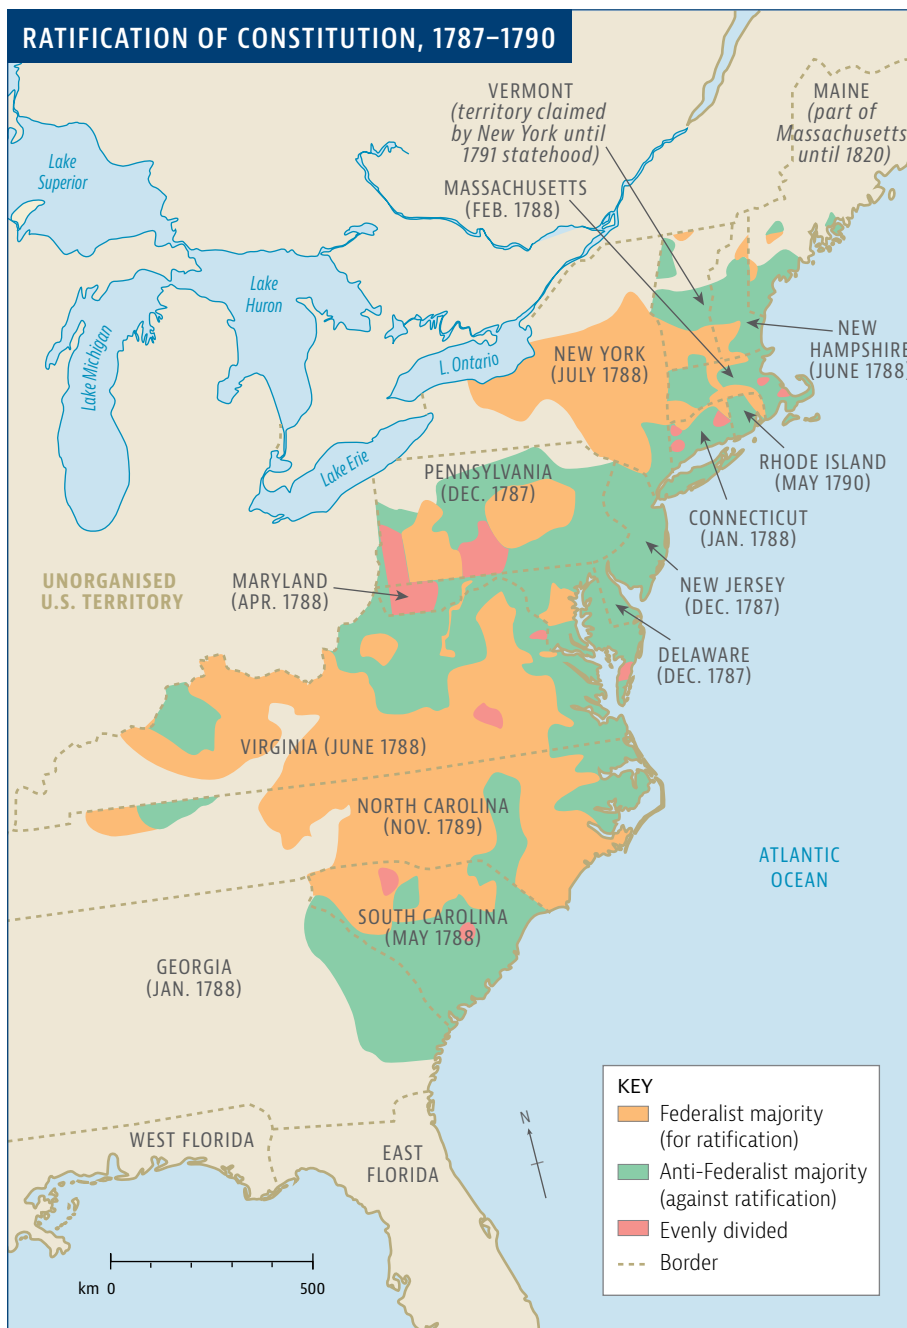 RATIFICATION OF CONSTITUTION, 1787–1790
VERMONT
(territory claimed
by New York until
1791 statehood)
MAINE
(part of
Massachusetts
until 1820)
MASSACHUSETTS
(FEB. 1788)
Lake
Superior
Lake
Huron
Lake Michigan
L. Ontario
Lake Erie
NEW YORK
(JULY 1788)
NEW
HAMPSHIRE
(JUNE 1788)
RHODE ISLAND
(MAY 1790)
PENNSYLVANIA
(DEC. 1787)
CONNECTICUT
(JAN. 1788)
UNORGANISED
U.S. TERRITORY
MARYLAND
(APR. 1788)
NEW JERSEY
(DEC. 1787)
DELAWARE
(DEC. 1787)
VIRGINIA (JUNE 1788)
NORTH CAROLINA
(NOV. 1789)
ATLANTIC
OCEAN
SOUTH CAROLINA
(MAY 1788)
GEORGIA
(JAN. 1788)
WEST FLORIDA
EAST
FLORIDA
N
km 0
500
KEY
Federalist majority
(for ratification)
Anti-Federalist majority
(against ratification)
Evenly divided
Border